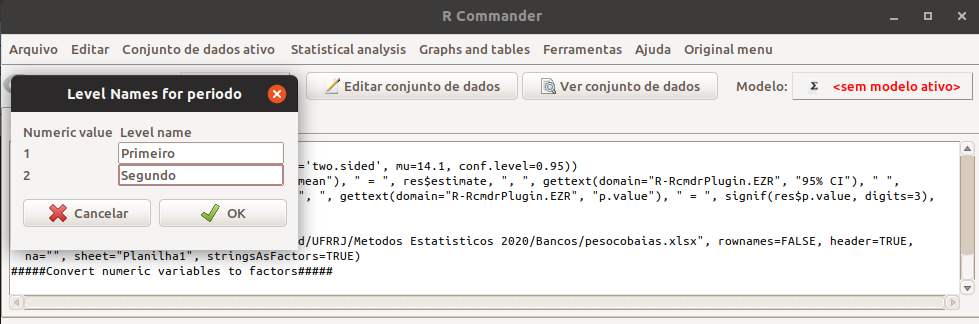 R Commander
Arquivo Editar Conjunto de dados ativo Statistical analysis Graphs and tables Ferramentas Ajuda Original menu
Editar conjunto de dados Ver conjunto de dados Modelo: Σ <sem modelo ativo>
Level Names for periodo
Numeric value Level name
1 Primeiro
2 Segundo
Cancelar OK
='two.sided', mu=14.1, conf.level=0.95))
mean"), " = ", res$estimate, ", ", gettext(domain="R-RcmdrPlugin.EZR", "95% CI"), " ",
", ", gettext(domain="R-RcmdrPlugin.EZR", "p.value"), " = ", signif(res$p.value, digits=3),
d/UFRRJ/Metodos Estatisticos 2020/Bancos/pesocobaias.xlsx", rownames=FALSE, header=TRUE,
na="", sheet="Planilha1", stringsAsFactors=TRUE)
#####Convert numeric variables to factors#####